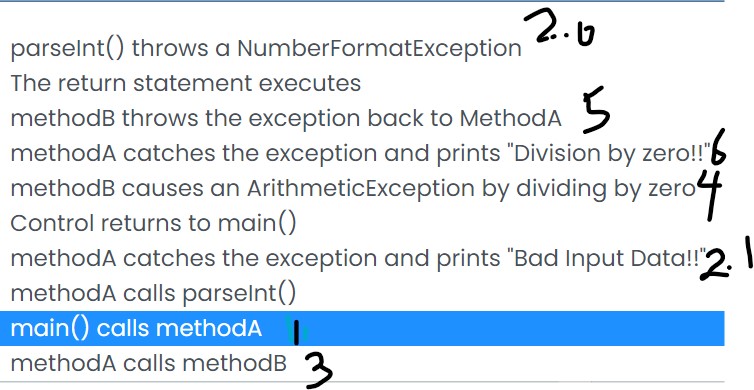 parseInt() throws a NumberFormatException 2.0
The return statement executes
methodB throws the exception back to MethodA 5
methodA catches the exception and prints "Division by zero!!" 6
methodB causes an ArithmeticException by dividing by zero 4
Control returns to main()
methodA catches the exception and prints "Bad Input Data!!" 2.1
methodA calls parseInt()
main() calls methodA 1
methodA calls methodB 3